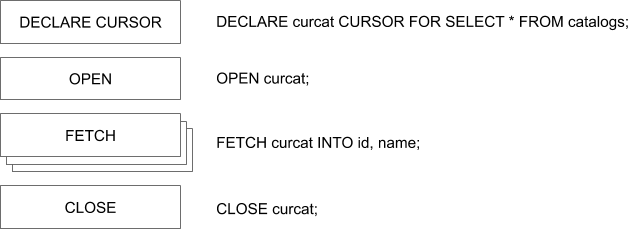 DECLARE CURSOR DECLARE curcat CURSOR FOR SELECT * FROM catalogs;
OPEN OPEN curcat;
FETCH FETCH curcat INTO id, name;
CLOSE CLOSE curcat;